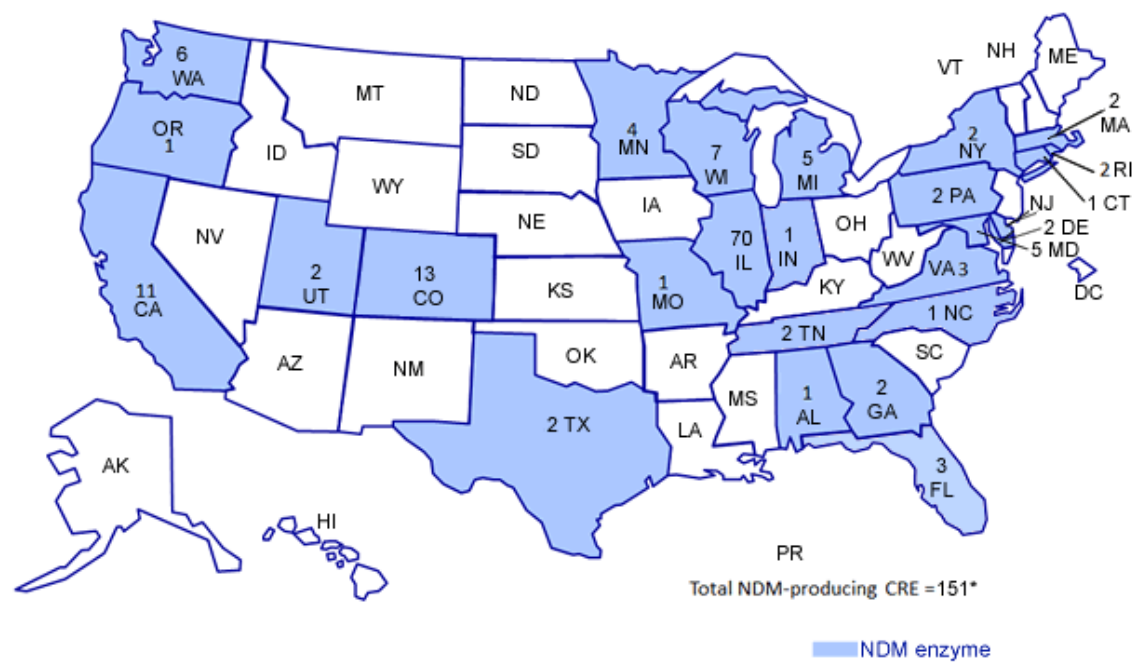 NH
VT
ME
6
WA
MT
ND
2
MA
OR
1
4
MN
2
NY
ID
SD
7
WI
5
MI
2 RI
WY
2 PA
1 CT
IA
NJ
NE
OH
2 DE
NV
70
IL
1
IN
WV
5 MD
VA 3
2
UT
13
CO
KS
1
MO
KY
DC
11
CA
1 NC
2 TN
OK
SC
AZ
NM
AR
MS
1
AL
2
GA
2 TX
LA
AK
3
FL
HI
PR
Total NDM-producing CRE =151*
NDM enzyme